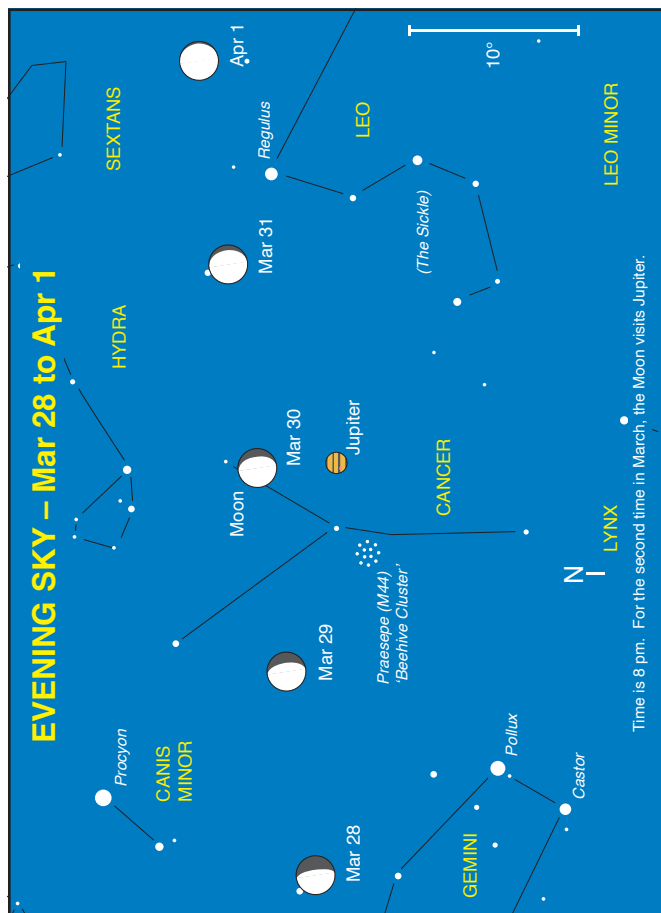 EVENING SKY – Mar 28 to Apr 1
SEXTANS
HYDRA
Procyon
CANIS
MINOR
Apr 1
Regulus
Mar 31
Moon
Mar 30
Mar 29
Mar 28
Jupiter
LEO
(The Sickle)
CANCER
Praesepe (M44)
'Beehive Cluster'
Pollux
Castor
GEMINI
10°
LEO MINOR
LYNX
N
Time is 8 pm. For the second time in March, the Moon visits Jupiter.